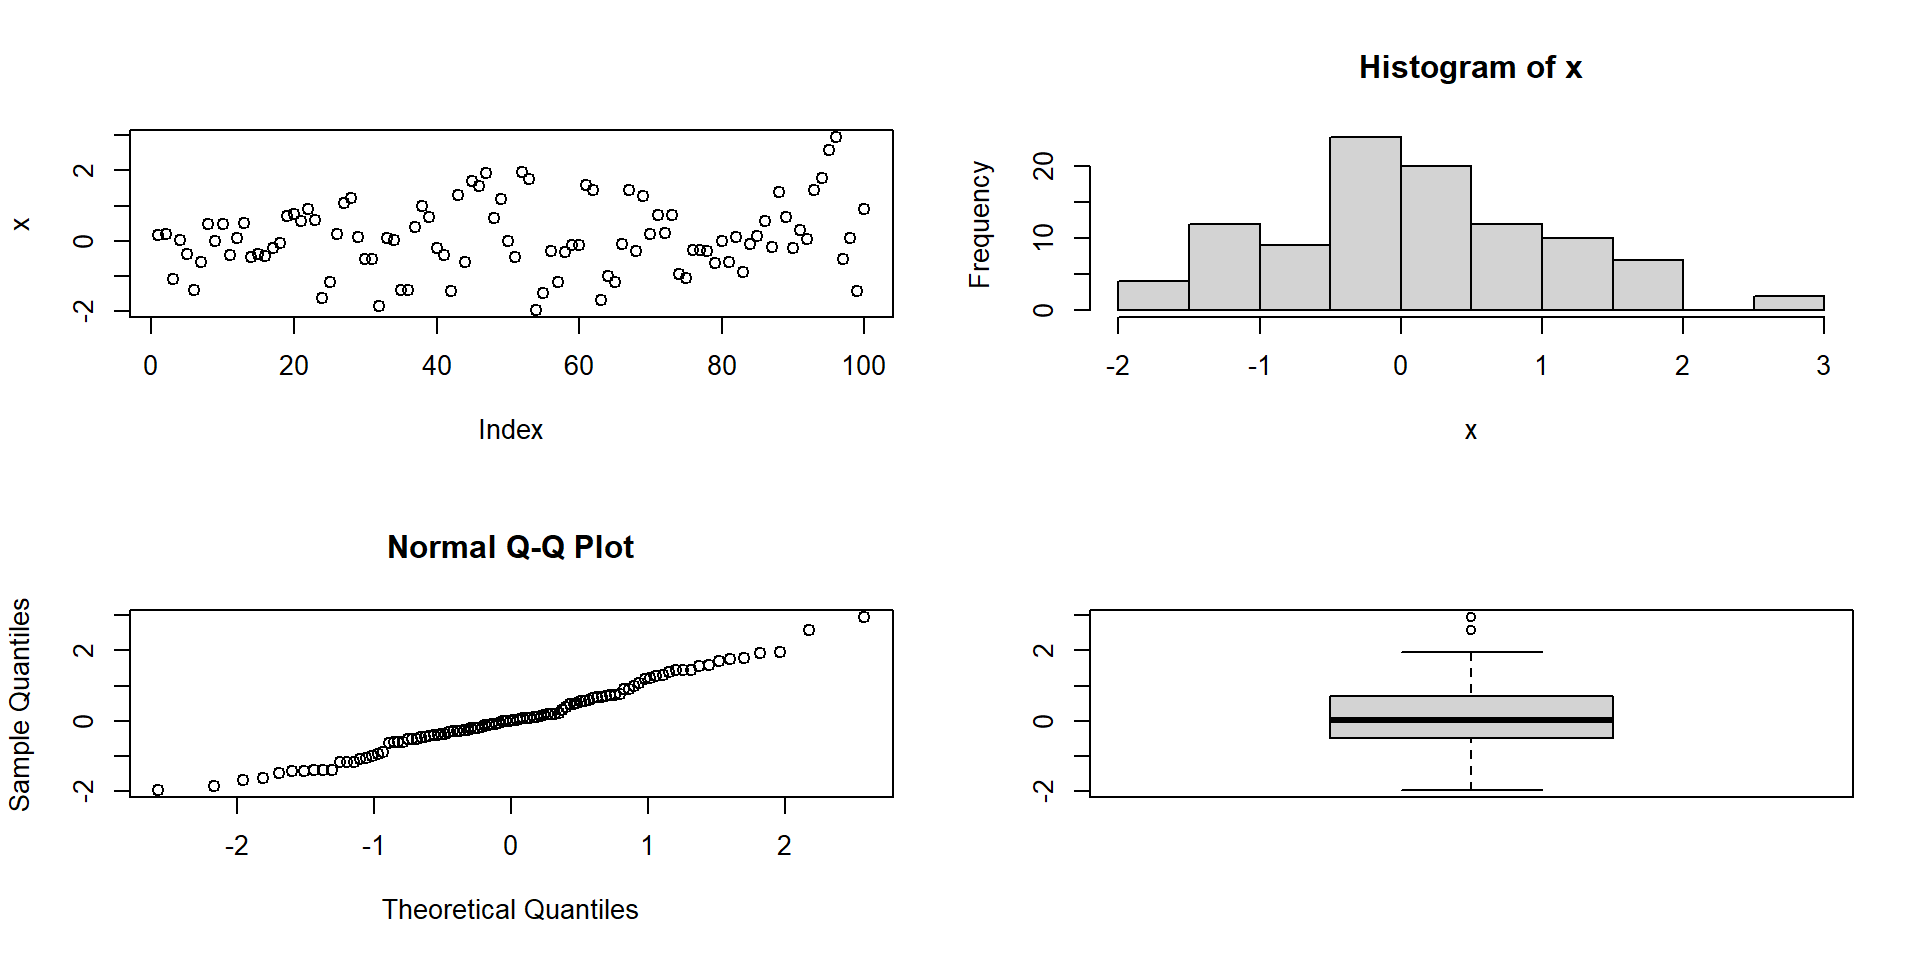 x
2
0
-2
0 20 40 60 80 100
Index
Histogram of x
Frequency
20
10
0
-2 -1 0 1 2 3
x
Normal Q-Q Plot
Sample Quantiles
2
0
-2
-2 -1 0 1 2
Theoretical Quantiles
2
0
-2